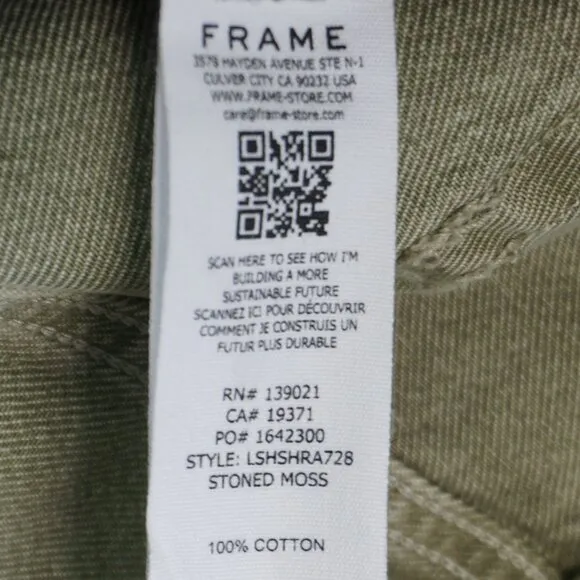 FRAME
3578 HAYDEN AVENUE STE N-1
CULVER CITY CA 90232 USA
WWW.FRAME-STORE.COM
care@frame-store.com
SCAN HERE TO SEE HOW I'M
BUILDING A MORE
SUSTAINABLE FUTURE
SCANNEZ ICI POUR DÉCOUVRIR
COMMENT JE CONSTRUIS UN
FUTUR PLUS DURABLE
RN# 139021
CA# 19371
PO# 1642300
STYLE: LSHSHRA728
STONED MOSS
100% COTTON